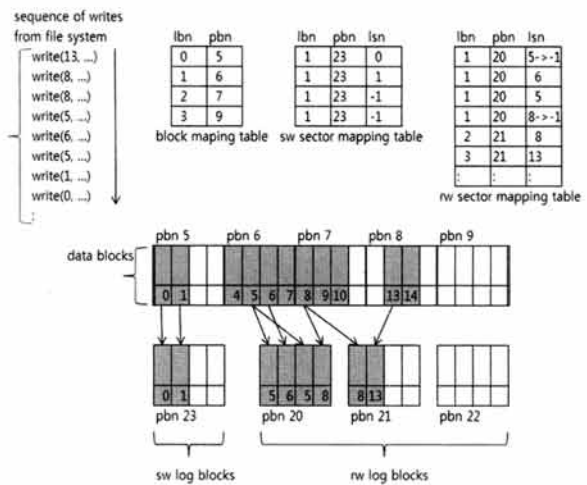 sequence of writes
from file system
write(13, ...)
write(8, ...)
write(8, ...)
write(5, ...)
write(6, ...)
write(5, ...)
write(1, ...)
write(0, ...)
:
lbn pbn
0 5
1 6
2 7
3 9
block maping table
lbn pbn lsn
1 23 0
1 23 1
1 23 -1
1 23 -1
sw sector mapping table
lbn pbn lsn
1 20 5->-1
1 20 6
1 20 5
1 20 8->-1
2 21 8
3 21 13
: : :
rw sector mapping table
pbn 5 pbn 6 pbn 7 pbn 8 pbn 9
data blocks
0 1 4 5 6 7 8 9 10 13 14
0 1 5 6 5 8 8 13
pbn 23 pbn 20 pbn 21 pbn 22
sw log blocks rw log blocks